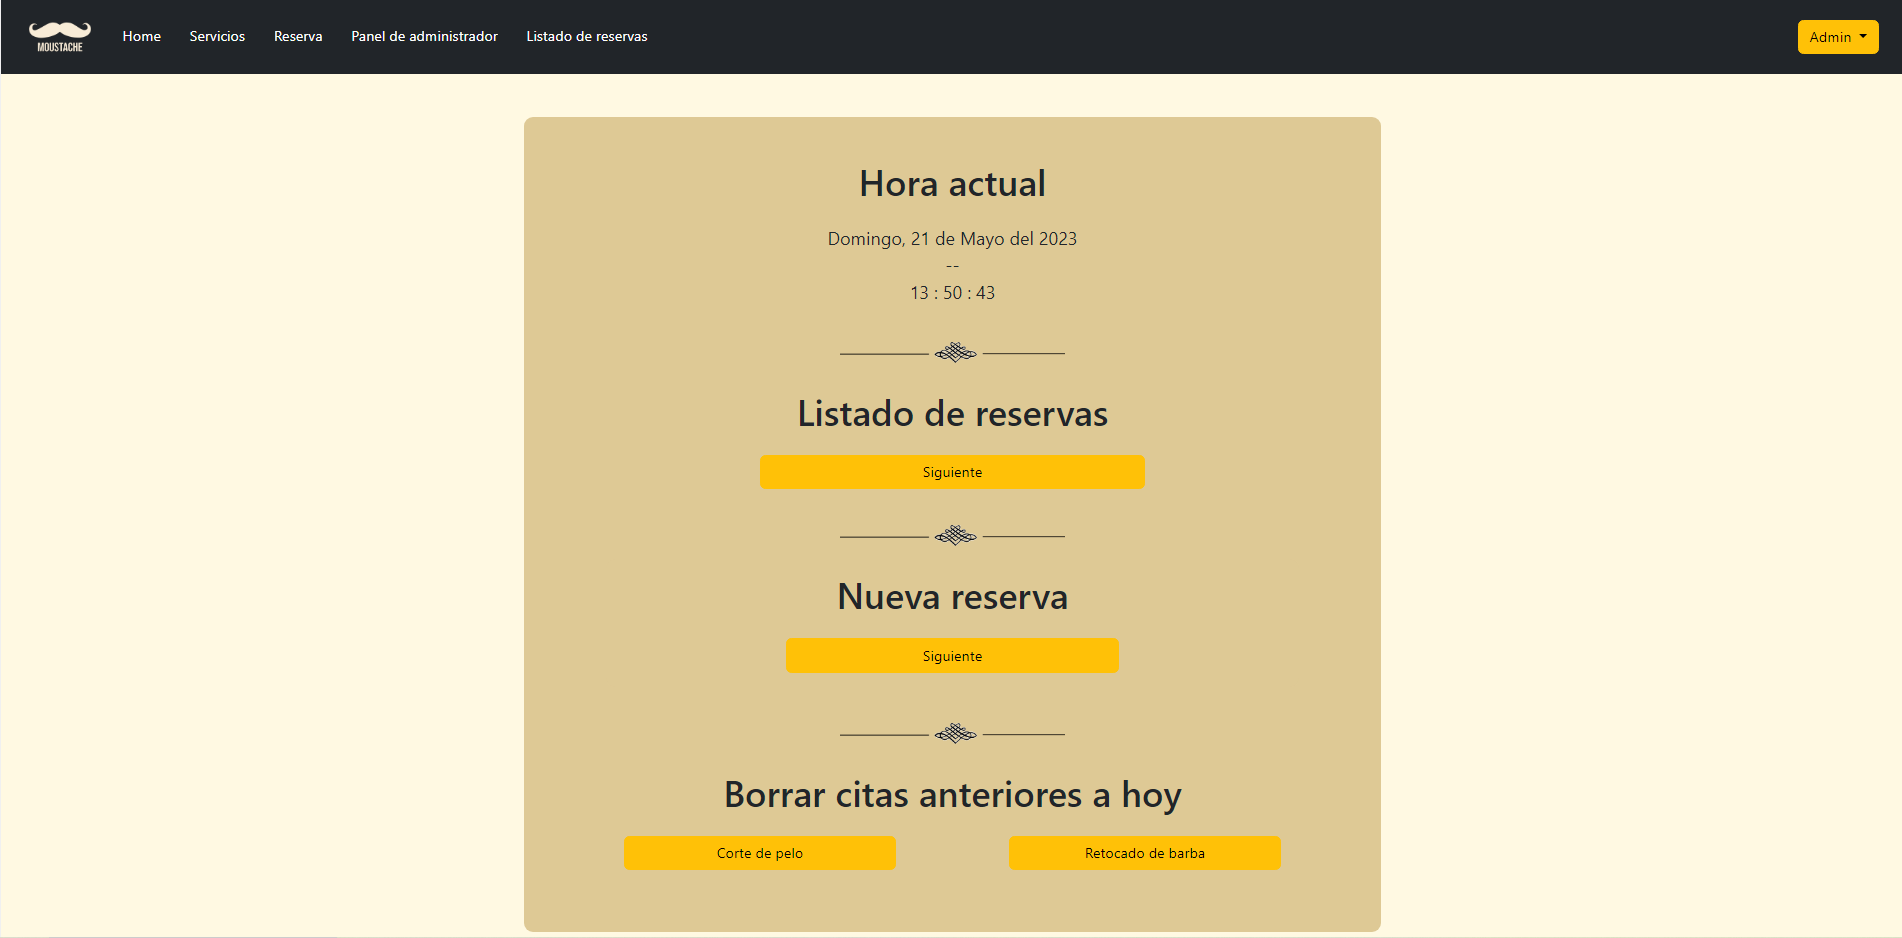 MOUSTACHE
Home Servicios Reserva Panel de administrador Listado de reservas Admin
Hora actual
Domingo, 21 de Mayo del 2023
--
13 : 50 : 43
Listado de reservas
Siguiente
Nueva reserva
Siguiente
Borrar citas anteriores a hoy
Corte de pelo Retocado de barba